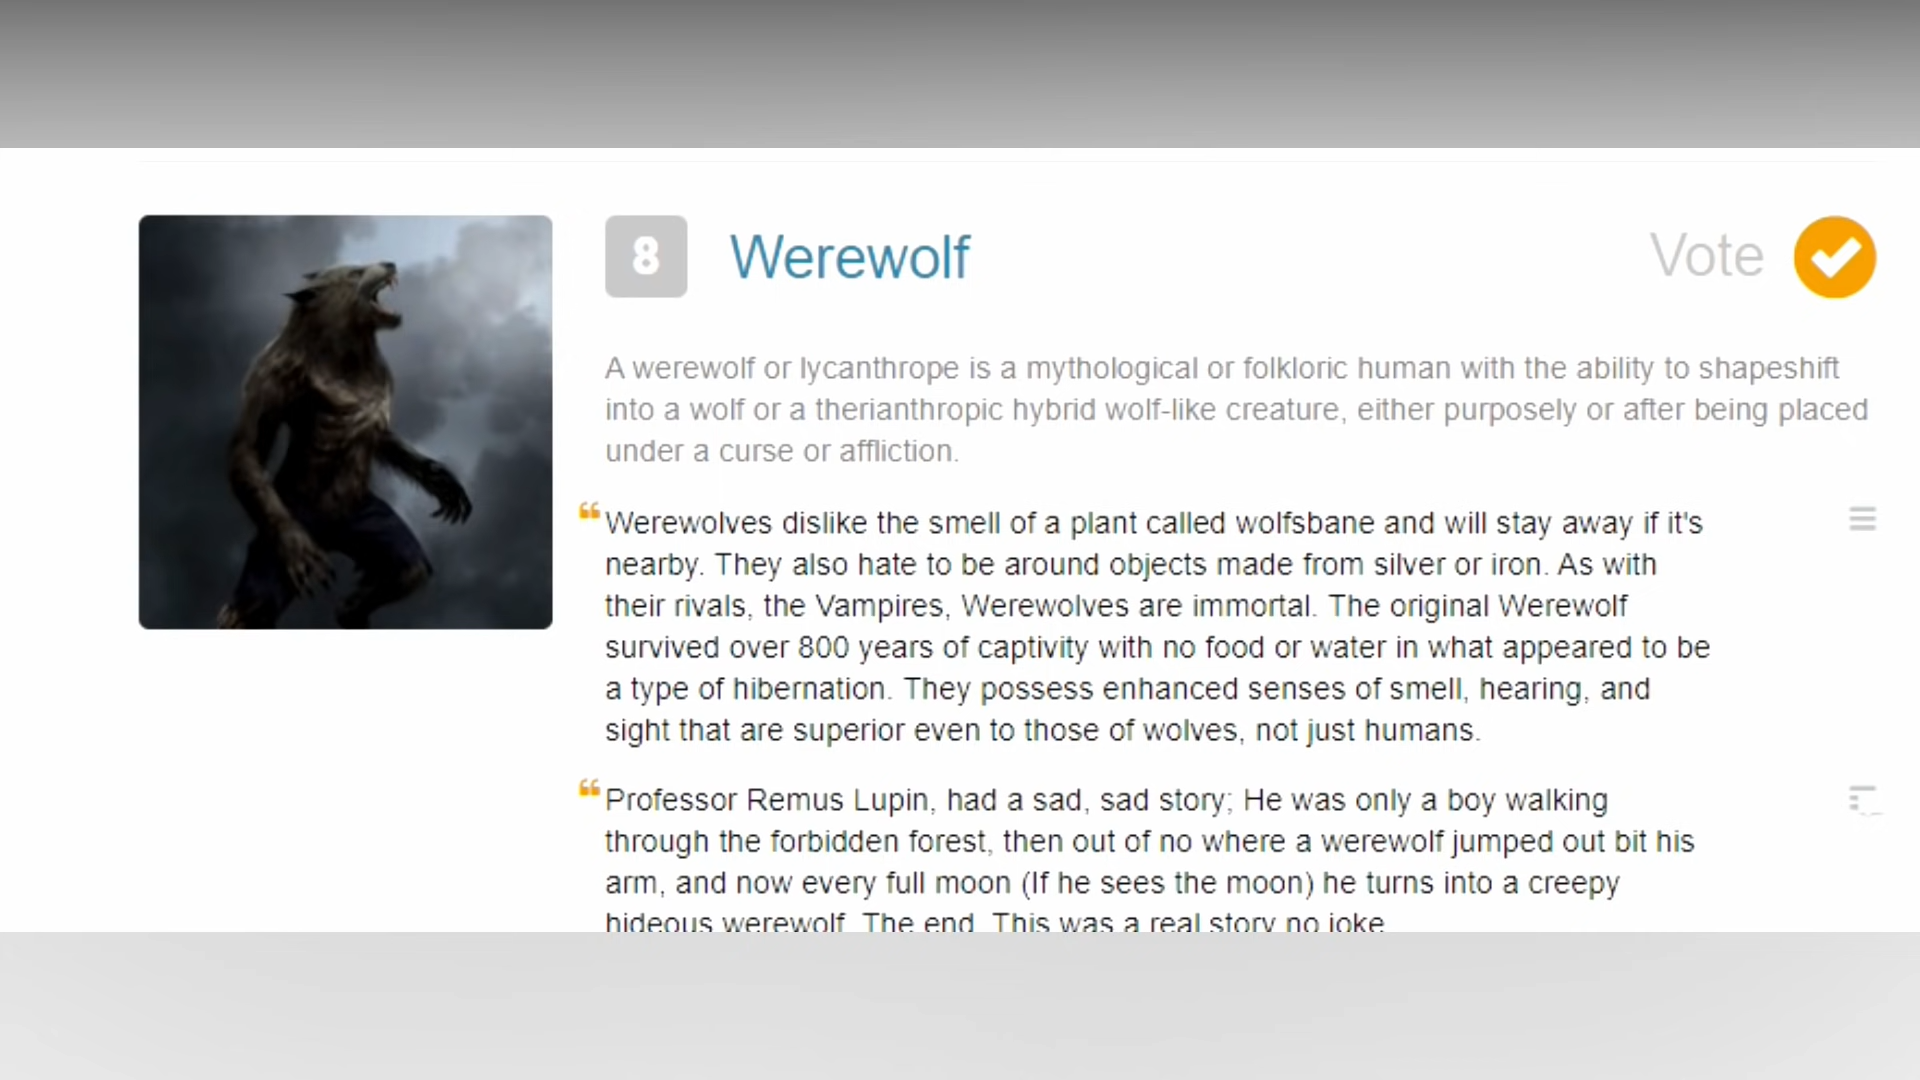 8 Werewolf Vote
A werewolf or lycanthrope is a mythological or folkloric human with the ability to shapeshift
into a wolf or a therianthropic hybrid wolf-like creature, either purposely or after being placed
under a curse or affliction.
“Werewolves dislike the smell of a plant called wolfsbane and will stay away if it's
nearby. They also hate to be around objects made from silver or iron. As with
their rivals, the Vampires, Werewolves are immortal. The original Werewolf
survived over 800 years of captivity with no food or water in what appeared to be
a type of hibernation. They possess enhanced senses of smell, hearing, and
sight that are superior even to those of wolves, not just humans.
“Professor Remus Lupin, had a sad, sad story; He was only a boy walking
through the forbidden forest, then out of no where a werewolf jumped out bit his
arm, and now every full moon (If he sees the moon) he turns into a creepy
hideous werewolf. The end. This was a real story no joke